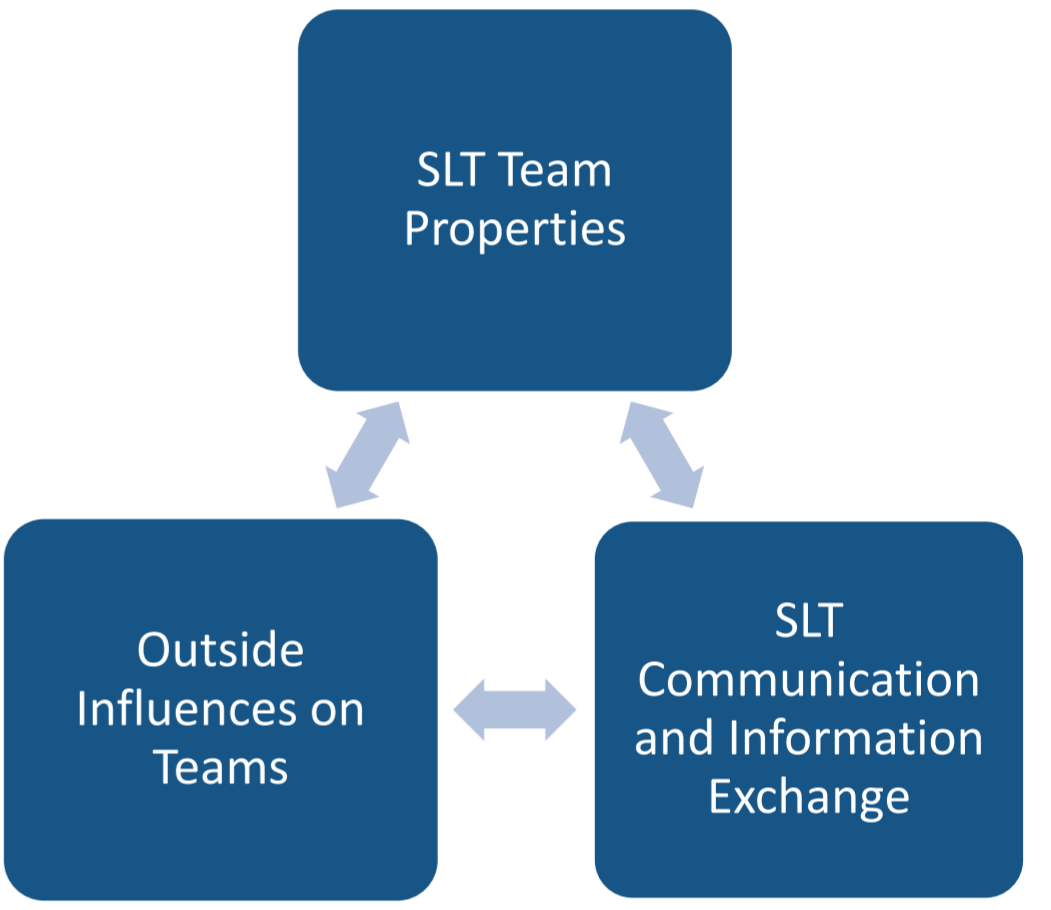 SLT Team
Properties
Outside
Influences on
Teams
SLT
Communication
and Information
Exchange